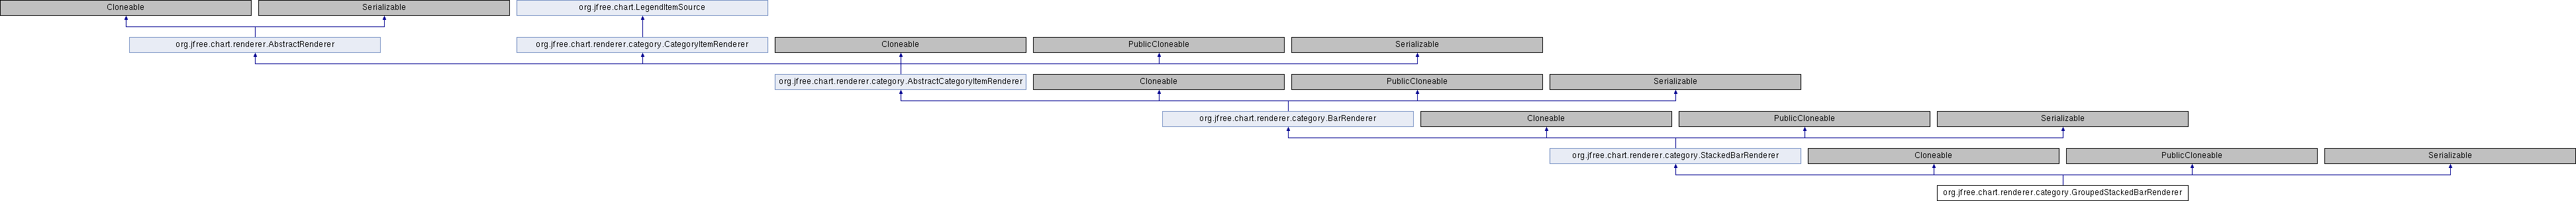 Cloneable
Serializable
org.jfree.chart.LegendItemSource
org.jfree.chart.renderer.AbstractRenderer
org.jfree.chart.renderer.category.CategoryItemRenderer
Cloneable
PublicCloneable
Serializable
org.jfree.chart.renderer.category.AbstractCategoryItemRenderer
Cloneable
PublicCloneable
Serializable
org.jfree.chart.renderer.category.BarRenderer
Cloneable
PublicCloneable
Serializable
org.jfree.chart.renderer.category.StackedBarRenderer
Cloneable
PublicCloneable
Serializable
org.jfree.chart.renderer.category.GroupedStackedBarRenderer